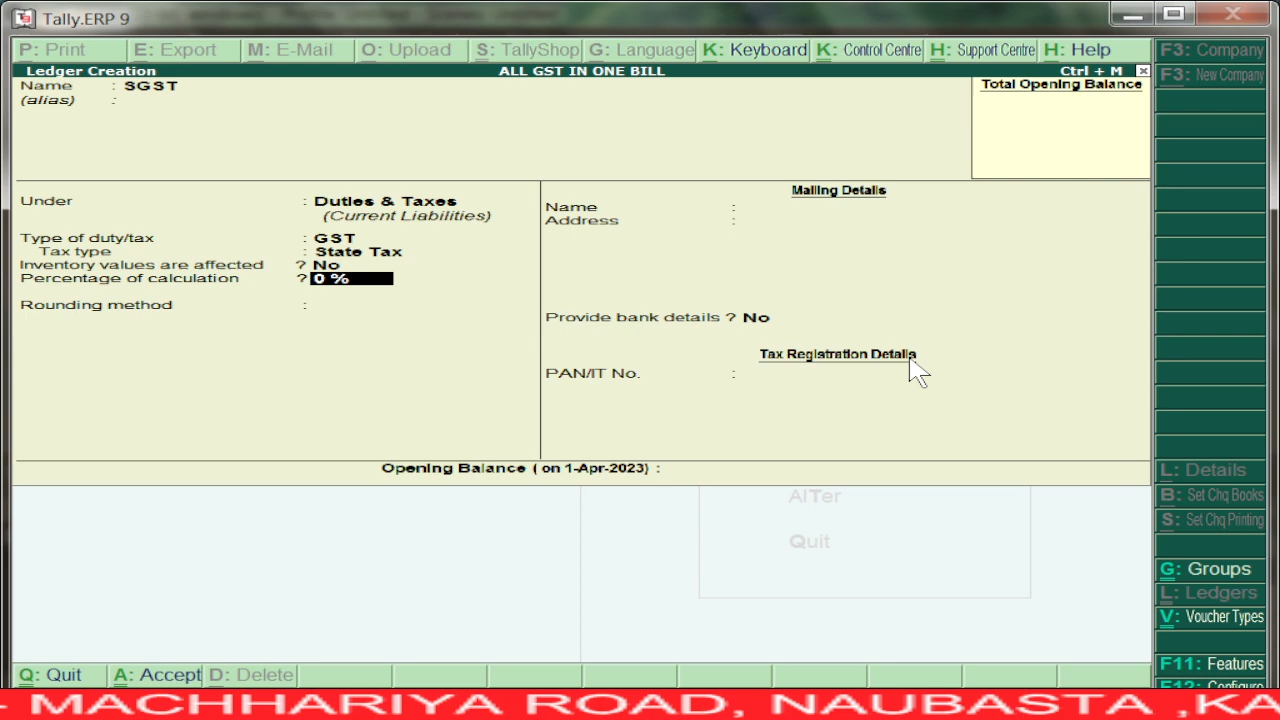 Tally.ERP 9
P: Print E: Export M: E-Mail O: Upload S: TallyShop G: Language K: Keyboard K: Control Centre H: Support Centre H: Help F3: Company
Ledger Creation ALL GST IN ONE BILL Ctrl + M
F3: New Company
Name : SGST Total Opening Balance
(alias) :
Mailing Details
Under : Duties & Taxes
(Current Liabilities)
Name :
Address :
Type of duty/tax : GST
Tax type : State Tax
Inventory values are affected ? No
Percentage of calculation ? 0 %
Rounding method :
Provide bank details ? No
Tax Registration Details
PAN/IT No. :
Opening Balance ( on 1-Apr-2023) :
L: Details
AlTer
B: Set Chq Books
S: Set Chq Printing
Quit
G: Groups
L: Ledgers
V: Voucher Types
F11: Features
Q: Quit A: Accept D: Delete
F12: Configure
- MACHHARIYA ROAD, NAUBASTA ,KA